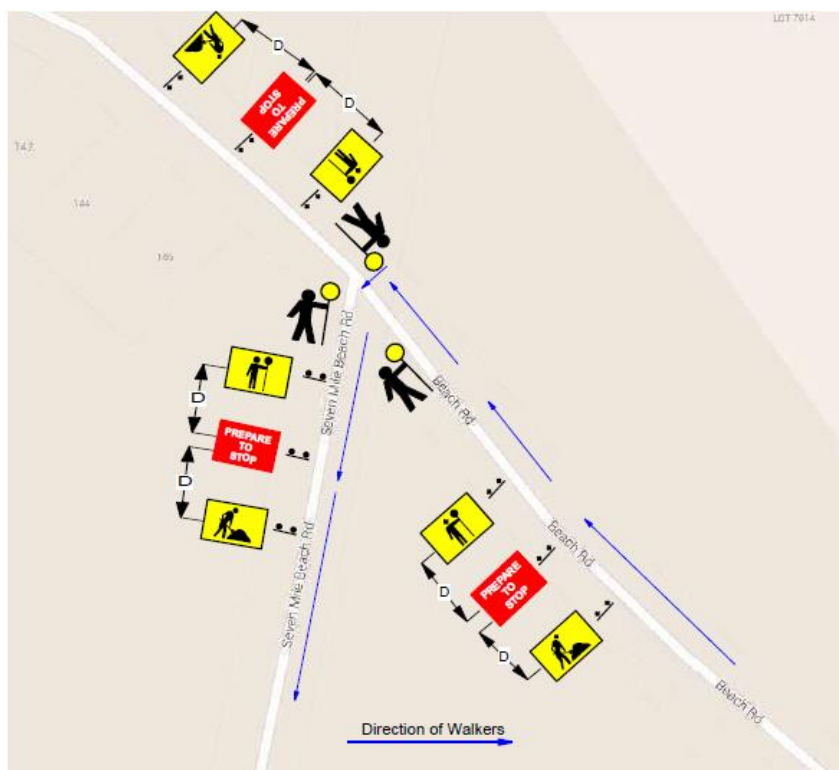 LOT 7014
D
PREPARE
TO
STOP
D
147
144
145
Seven Mile Beach Rd
D
PREPARE
TO
STOP
D
Beach Rd
Beach Rd
D
PREPARE
TO
STOP
D
Seven Mile Beach Rd
Beach Rd
Direction of Walkers